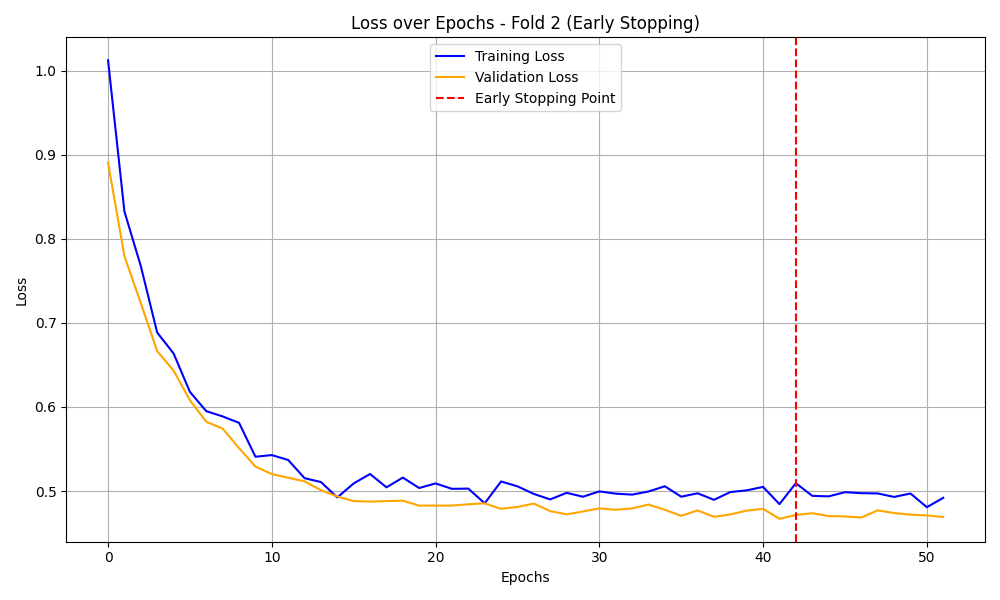 Loss over Epochs - Fold 2 (Early Stopping)
Training Loss
Validation Loss
Early Stopping Point
1.0
0.9
0.8
0.7
0.6
0.5
Loss
0 10 20 30 40 50
Epochs